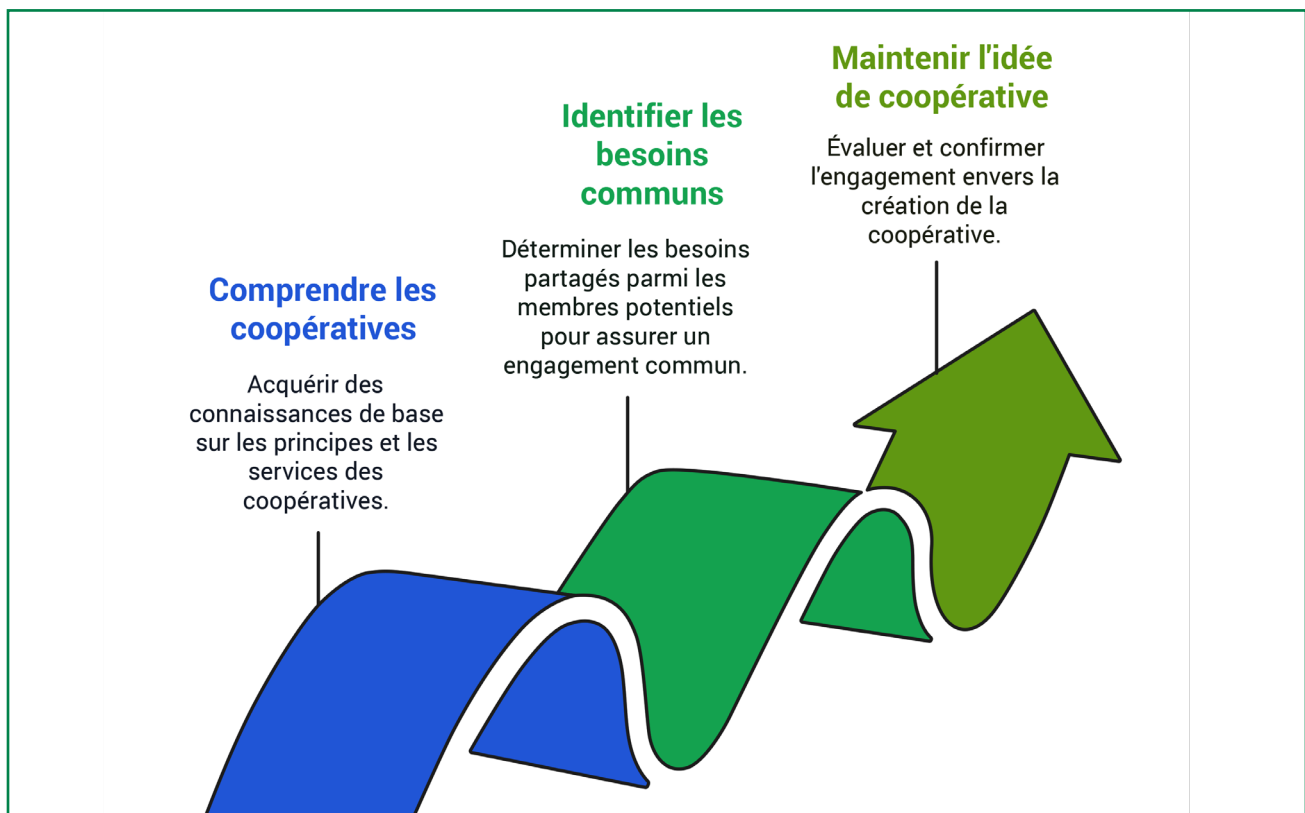 Comprendre les
coopératives
Acquérir des
connaissances de base
sur les principes et les
services des
coopératives.
Identifier les
besoins
communs
Déterminer les besoins
partagés parmi les
membres potentiels
pour assurer un
engagement commun.
Maintenir l'idée
de coopérative
Évaluer et confirmer
l'engagement envers la
création de la
coopérative.